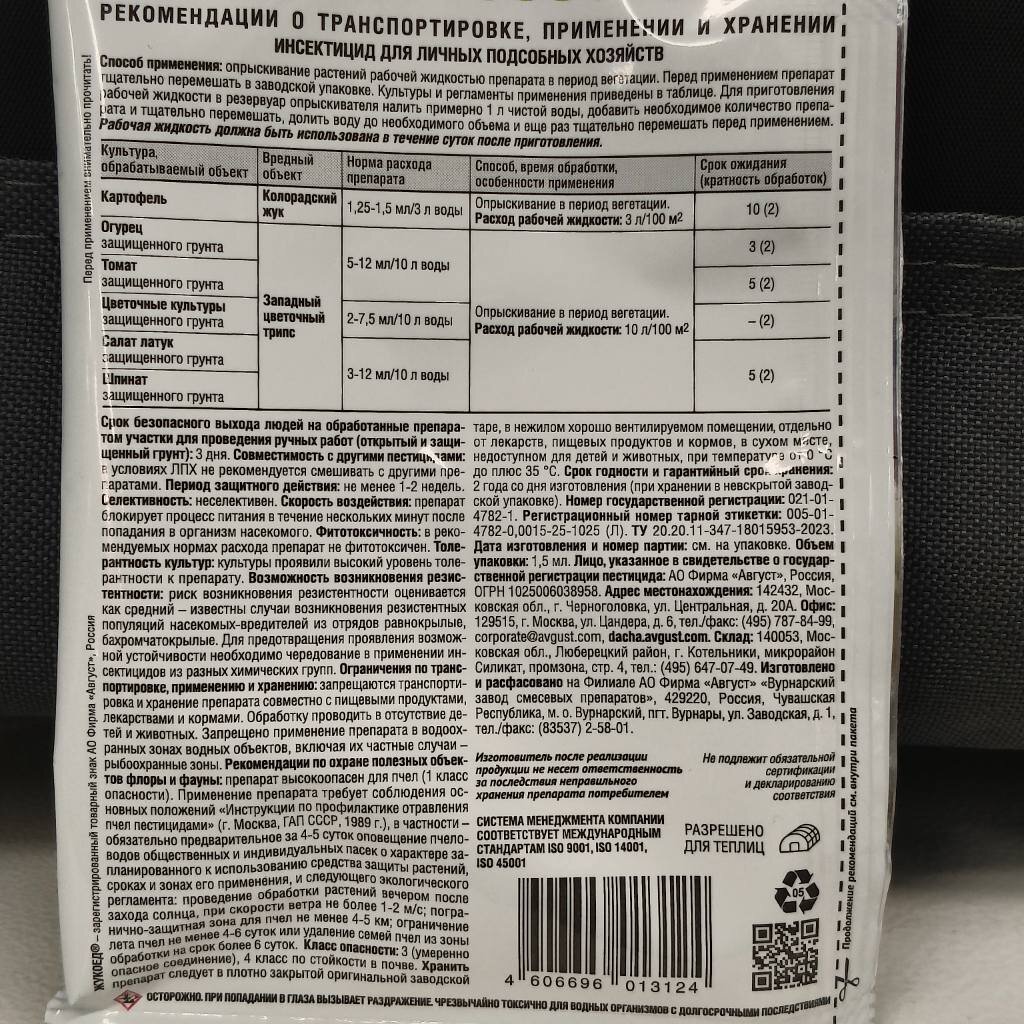 РЕКОМЕНДАЦИИ О ТРАНСПОРТИРОВКЕ, ПРИМЕНЕНИИ И ХРАНЕНИИ
ИНСЕКТИЦИД ДЛЯ ЛИЧНЫХ ПОДСОБНЫХ ХОЗЯЙСТВ
Способ применения: опрыскивание растений рабочей жидкостью препарата в период вегетации. Перед применением препарат
тщательно перемешать в заводской упаковке. Культуры и регламенты применения приведены в таблице. Для приготовления
рабочей жидкости в резервуар опрыскивателя налить примерно 1 л чистой воды, добавить необходимое количество препа-
рата и тщательно перемешать, долить воду до необходимого объема и еще раз тщательно перемешать перед применением.
Рабочая жидкость должна быть использована в течение суток после приготовления.
Культура,
обрабатываемый объект
Вредный
объект
Норма расхода
препарата
Способ, время обработки,
особенности применения
Срок ожидания
(кратность обработок)
Картофель
Колорадский
жук
1,25-1,5 мл/3 л воды
Опрыскивание в период вегетации.
Расход рабочей жидкости: 3 л/100 м2
10 (2)
Огурец
защищенного грунта
Томат
защищенного грунта
Цветочные культуры
защищенного грунта
Салат латук
защищенного грунта
Шпинат
защищенного грунта
Западный
цветочный
трипс
5-12 мл/10 л воды
2-7,5 мл/10 л воды
3-12 мл/10 л воды
Опрыскивание в период вегетации.
Расход рабочей жидкости: 10 л/100 м2
3 (2)
5 (2)
– (2)
5 (2)
Срок безопасного выхода людей на обработанные препара-
том участки для проведения ручных работ (открытый и защи-
щенный грунт): 3 дня. Совместимость с другими пестицидами:
в условиях ЛПХ не рекомендуется смешивать с другими пре-
паратами. Период защитного действия: не менее 1-2 недель.
Селективность: неселективен. Скорость воздействия: препарат
блокирует процесс питания в течение нескольких минут после
попадания в организм насекомого. Фитотоксичность: в реко-
мендуемых нормах расхода препарат не фитотоксичен. Толе-
рантность культур: культуры проявили высокий уровень толе-
рантности к препарату. Возможность возникновения резис-
тентности: риск возникновения резистентности оценивается
как средний – известны случаи возникновения резистентных
популяций насекомых-вредителей из отрядов равнокрылые,
бахромчатокрылые. Для предотвращения проявления возмож-
ной устойчивости необходимо чередование в применении ин-
сектицидов из разных химических групп. Ограничения по транс-
портировке, применению и хранению: запрещаются транспорти-
ровка и хранение препарата совместно с пищевыми продуктами,
лекарствами и кормами. Обработку проводить в отсутствие де-
тей и животных. Запрещено применение препарата в водоох-
ранных зонах водных объектов, включая их частные случаи –
рыбоохранные зоны. Рекомендации по охране полезных объек-
тов флоры и фауны: препарат высокоопасен для пчел (1 класс
опасности). Применение препарата требует соблюдения ос-
новных положений «Инструкции по профилактике отравления
пчел пестицидами» (г. Москва, ГАП СССР, 1989 г.), в частности –
обязательно предварительное за 4-5 суток оповещение пчело-
водов общественных и индивидуальных пасек о характере за-
планированного к использованию средства защиты растений,
сроках и зонах его применения, и следующего экологического
регламента: проведение обработки растений вечером после
захода солнца, при скорости ветра не более 1-2 м/с; погра-
нично-защитная зона для пчел не менее 4-5 км; ограничение
лета пчел не менее 4-6 суток или удаление семей пчел из зоны
обработки на срок более 6 суток. Класс опасности: 3 (умеренно
опасное соединение), 4 класс по стойкости в почве. Хранить
препарат следует в плотно закрытой оригинальной заводской
таре, в нежилом хорошо вентилируемом помещении, отдельно
от лекарств, пищевых продуктов и кормов, в сухом месте,
недоступном для детей и животных, при температуре от 0 °С
до плюс 35 °С. Срок годности и гарантийный срок хранения:
2 года со дня изготовления (при хранении в невскрытой завод-
ской упаковке). Номер государственной регистрации: 021-01-
4782-1. Регистрационный номер тарной этикетки: 005-01-
4782-0,0015-25-1025 (Л). ТУ 20.20.11-347-18015953-2023.
Дата изготовления и номер партии: см. на упаковке. Объем
упаковки: 1,5 мл. Лицо, указанное в свидетельстве о государ-
ственной регистрации пестицида: АО Фирма «Август», Россия,
ОГРН 1025006038958. Адрес местонахождения: 142432, Мос-
ковская обл., г. Черноголовка, ул. Центральная, д. 20А. Офис:
129515, г. Москва, ул. Цандера, д. 6, тел./факс: (495) 787-84-99,
corporate@avgust.com, dacha.avgust.com. Склад: 140053, Мос-
ковская обл., Люберецкий район, г. Котельники, микрорайон
Силикат, промзона, стр. 4, тел.: (495) 647-07-49. Изготовлено
и расфасовано на Филиале АО Фирма «Август» «Вурнарский
завод смесевых препаратов», 429220, Россия, Чувашская
Республика, м. о. Вурнарский, пгт. Вурнары, ул. Заводская, д. 1,
тел./факс: (83537) 2-58-01.
Изготовитель после реализации
продукции не несет ответственность
за последствия неправильного
хранения препарата потребителем
Не подлежит обязательной
сертификации
и декларированию
соответствия
СИСТЕМА МЕНЕДЖМЕНТА КОМПАНИИ
СООТВЕТСТВУЕТ МЕЖДУНАРОДНЫМ
СТАНДАРТАМ ISO 9001, ISO 14001,
ISO 45001
РАЗРЕШЕНО
ДЛЯ ТЕПЛИЦ
05
4 606696 013124
ОСТОРОЖНО. ПРИ ПОПАДАНИИ В ГЛАЗА ВЫЗЫВАЕТ РАЗДРАЖЕНИЕ. ЧРЕЗВЫЧАЙНО ТОКСИЧНО ДЛЯ ВОДНЫХ ОРГАНИЗМОВ С ДОЛГОСРОЧНЫМИ ПОСЛЕДСТВИЯМИ
Перед применением внимательно прочитать!
ЖУКОЕД® – зарегистрированный товарный знак АО Фирма «Август», Россия
Продолжение рекомендаций см. внутри пакета